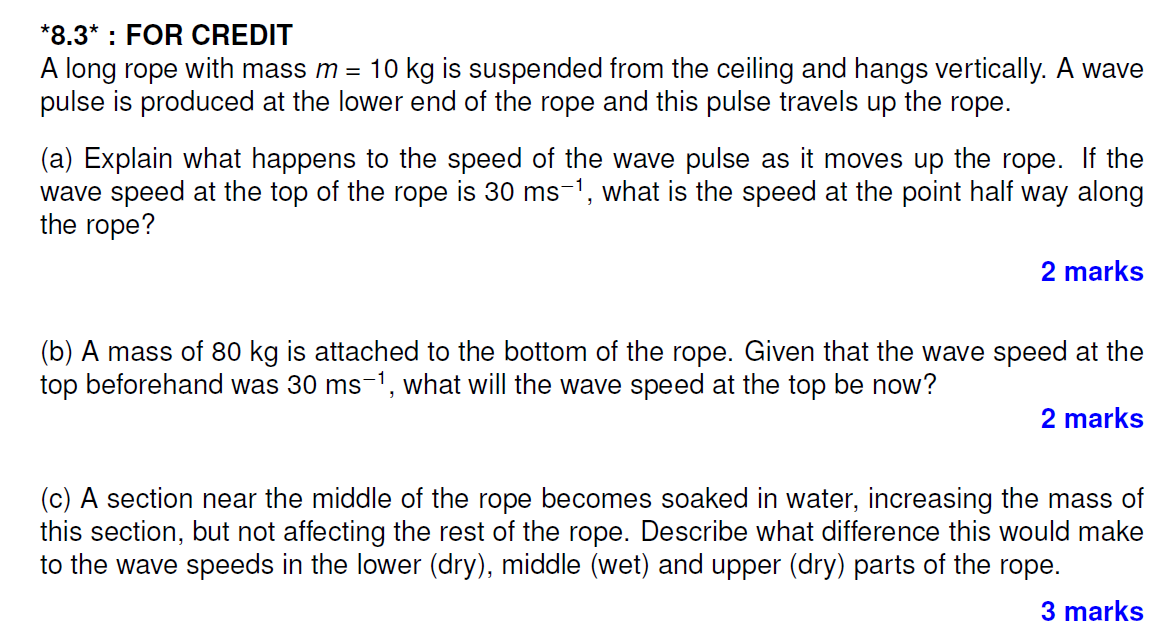 *8.3* : FOR CREDIT
A long rope with mass m = 10 kg is suspended from the ceiling and hangs vertically. A wave
pulse is produced at the lower end of the rope and this pulse travels up the rope.
(a) Explain what happens to the speed of the wave pulse as it moves up the rope. If the
wave speed at the top of the rope is 30 ms⁻¹, what is the speed at the point half way along
the rope?
2 marks
(b) A mass of 80 kg is attached to the bottom of the rope. Given that the wave speed at the
top beforehand was 30 ms⁻¹, what will the wave speed at the top be now?
2 marks
(c) A section near the middle of the rope becomes soaked in water, increasing the mass of
this section, but not affecting the rest of the rope. Describe what difference this would make
to the wave speeds in the lower (dry), middle (wet) and upper (dry) parts of the rope.
3 marks